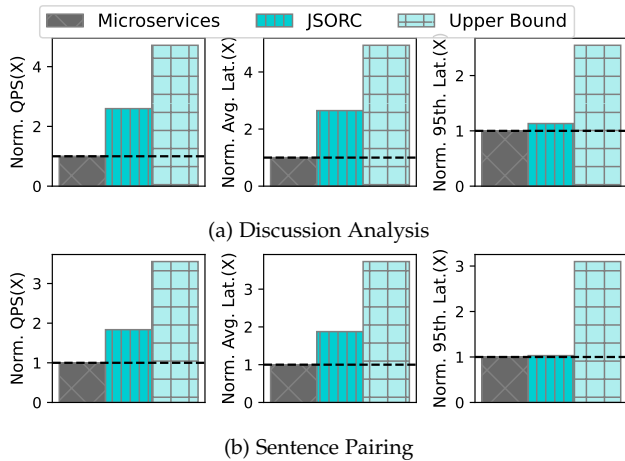 Microservices JSORC Upper Bound
Norm. QPS(X)
4
2
0
Norm. Avg. Lat.(X)
4
2
0
Norm. 95th. Lat.(X)
2
1
0
(a) Discussion Analysis
Norm. QPS(X)
3
2
1
0
Norm. Avg. Lat.(X)
3
2
1
0
Norm. 95th. Lat.(X)
3
2
1
0
(b) Sentence Pairing